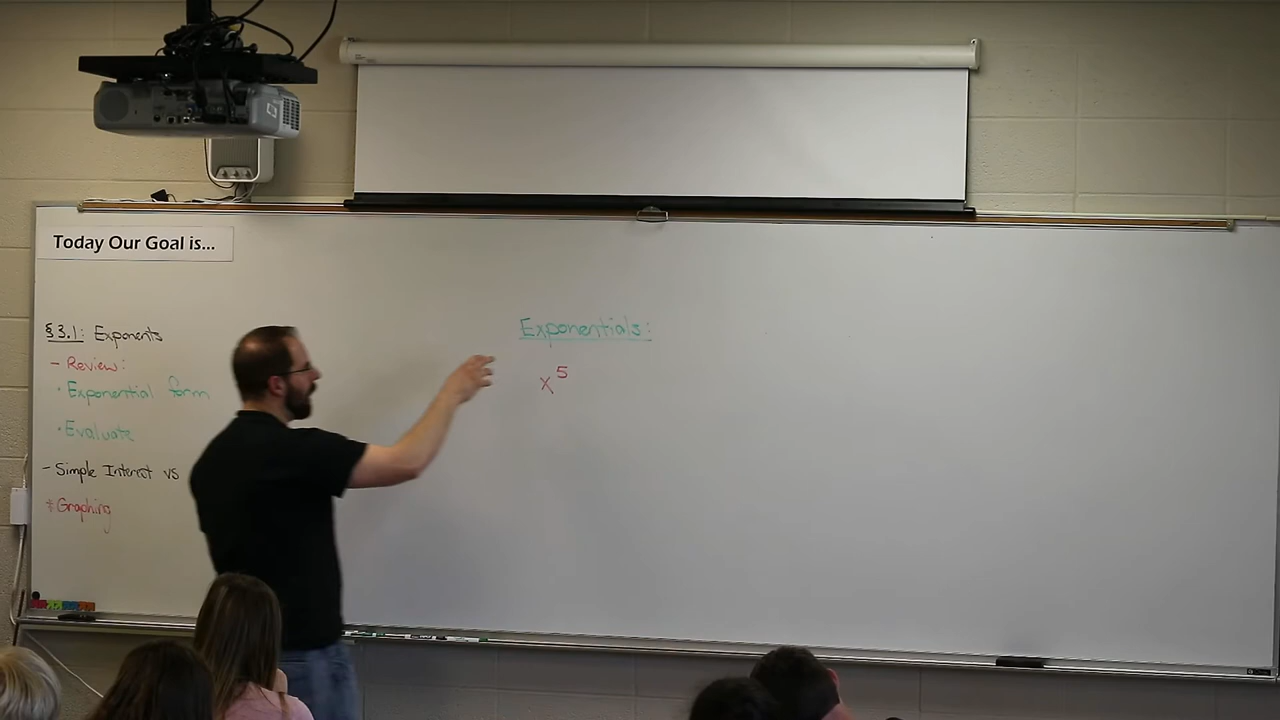 Today Our Goal is...
§3.1: Exponents
- Review:
· Exponential form
· Evaluate
- Simple Interest vs
* Graphing
Exponentials:
x⁵